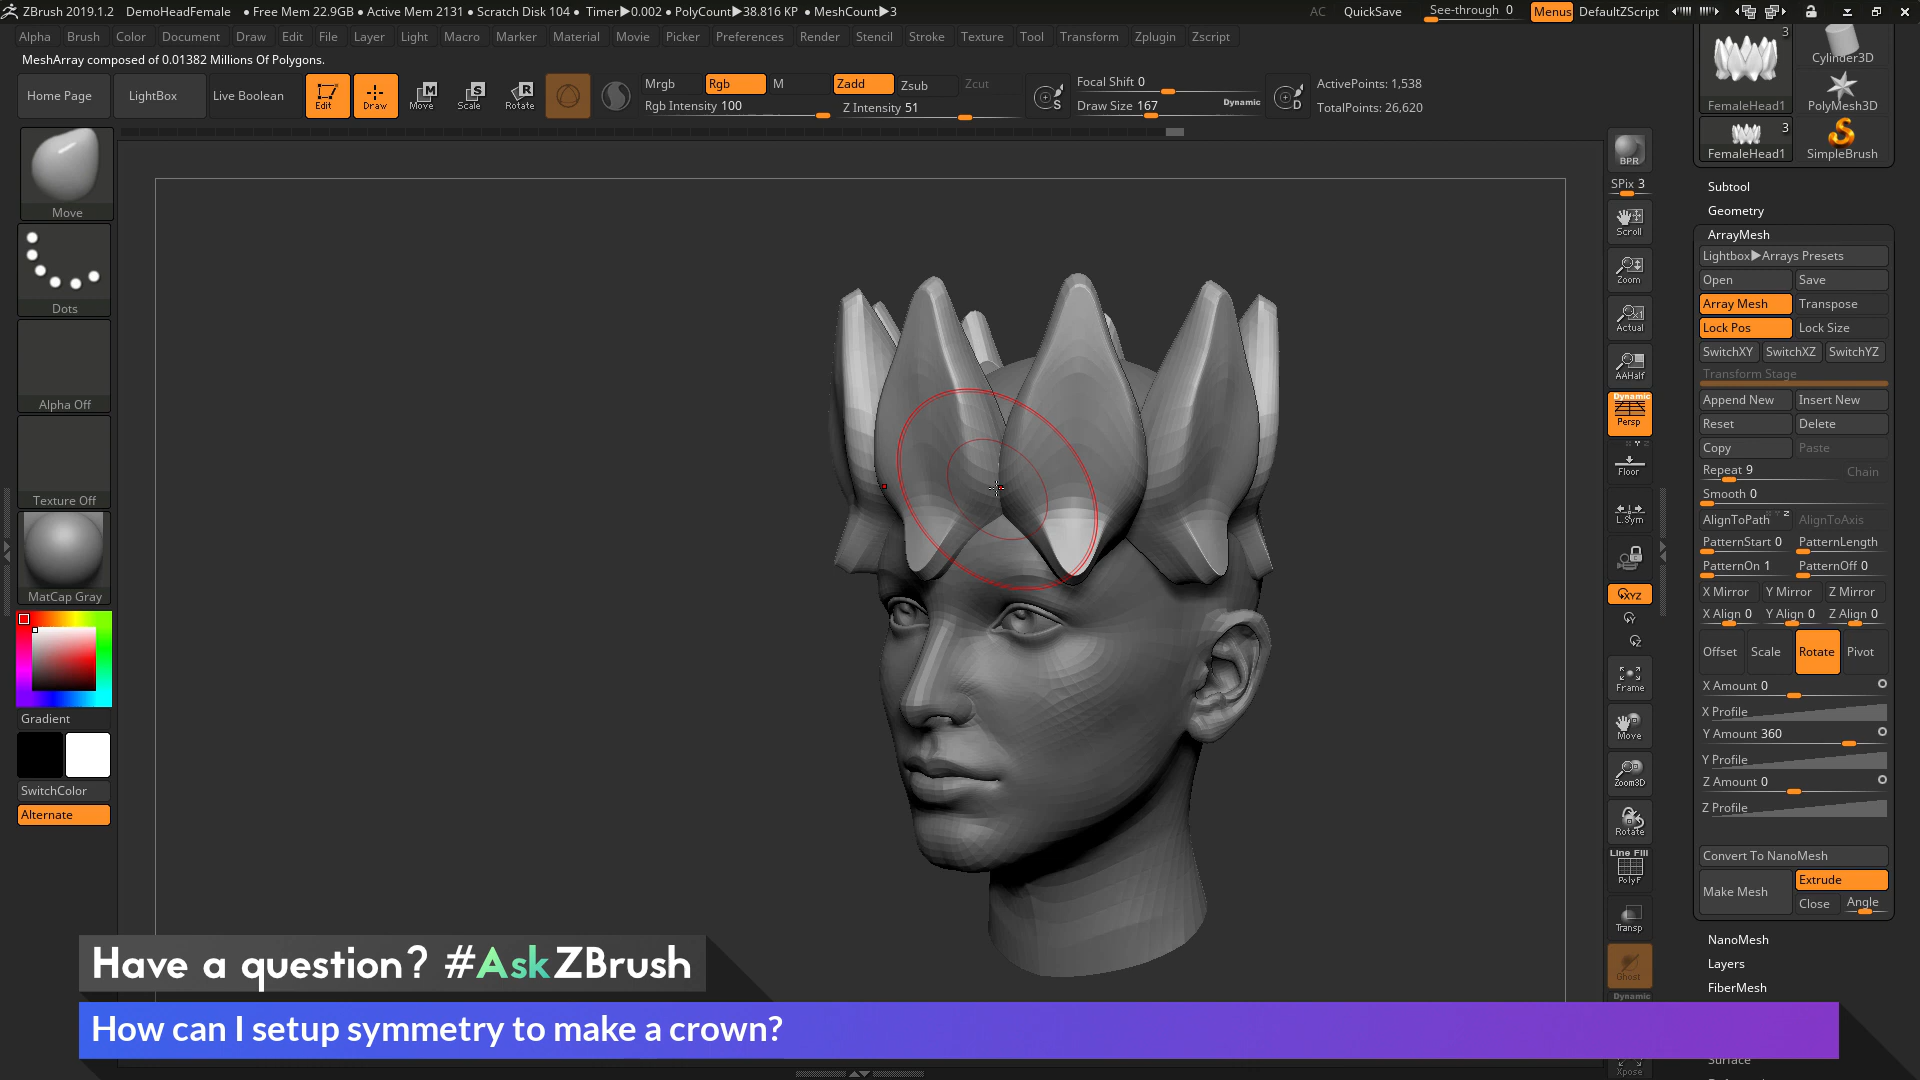 ZBrush 2019.1.2 DemoHeadFemale ● Free Mem 22.9GB ● Active Mem 2131 ● Scratch Disk 104 ● Timer▶0.002 ● PolyCount▶38.816 KP ● MeshCount▶3 AC QuickSave See-through 0 Menus DefaultZScript
Alpha Brush Color Document Draw Edit File Layer Light Macro Marker Material Movie Picker Preferences Render Stencil Stroke Texture Tool Transform Zplugin Zscript
MeshArray composed of 0.01382 Millions Of Polygons.
Home Page LightBox Live Boolean Edit Draw Move Scale Rotate
Mrgb Rgb M Zadd Zsub Zcut
Rgb Intensity 100 Z Intensity 51
S
Focal Shift 0
Draw Size 167 Dynamic
D
ActivePoints: 1,538
TotalPoints: 26,620
Move
Dots
Alpha Off
Texture Off
MatCap Gray
Gradient
SwitchColor
Alternate
BPR
SPix 3
Scroll
Zoom
Actual
AAHalf
Dynamic
Persp
Floor
L.Sym
XYZ
Y
Z
Frame
Move
Zoom3D
Rotate
Line Fill
PolyF
Transp
Ghost
Dynamic
Xpose
3
FemaleHead1
Cylinder3D
PolyMesh3D
3
FemaleHead1
SimpleBrush
Subtool
Geometry
ArrayMesh
Lightbox▶Arrays Presets
Open Save
Array Mesh Transpose
Lock Pos Lock Size
SwitchXY SwitchXZ SwitchYZ
Transform Stage
Append New Insert New
Reset Delete
Copy Paste
Repeat 9 Chain
Smooth 0
AlignToPath AlignToAxis
PatternStart 0 PatternLength
PatternOn 1 PatternOff 0
X Mirror Y Mirror Z Mirror
X Align 0 Y Align 0 Z Align 0
Offset Scale Rotate Pivot
X Amount 0
X Profile
Y Amount 360
Y Profile
Z Amount 0
Z Profile
Convert To NanoMesh
Make Mesh Extrude
Close Angle
NanoMesh
Layers
FiberMesh
Surface
Have a question? #AskZBrush
How can I setup symmetry to make a crown?